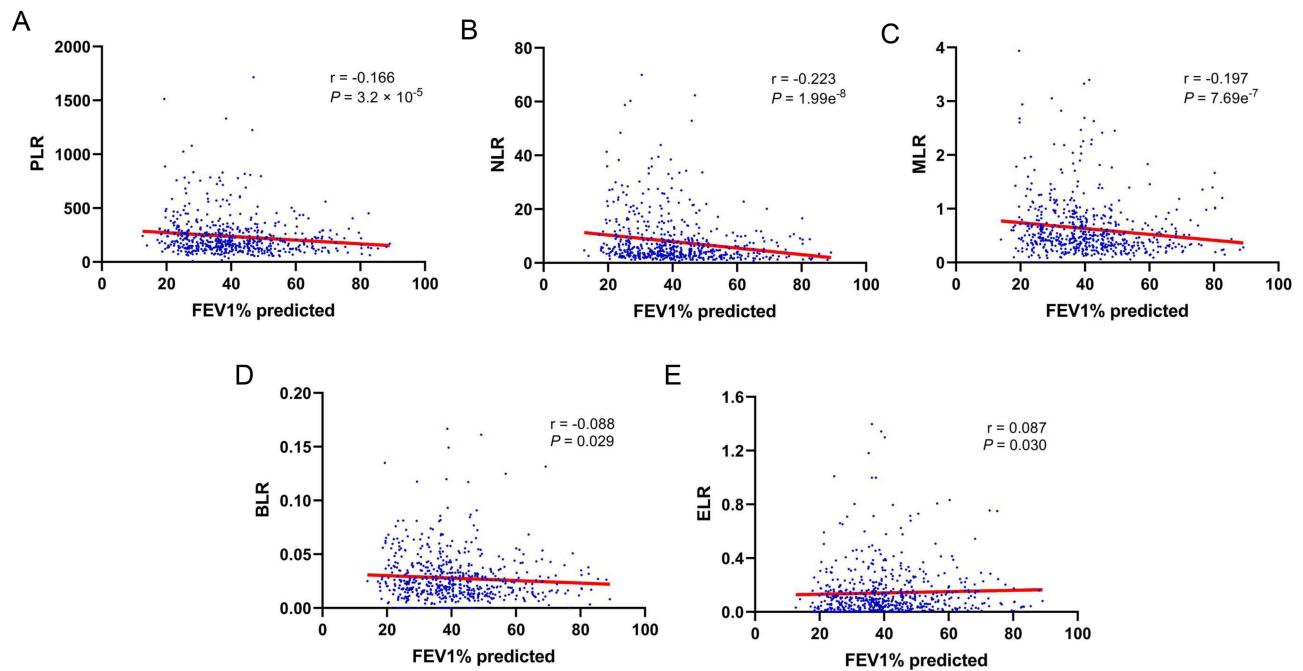 A
2000
1500
1000
500
0
PLR
r = -0.166
P = 3.2 × 10-5
0 20 40 60 80 100
FEV1% predicted
B
80
60
40
20
0
NLR
r = -0.223
P = 1.99e-8
0 20 40 60 80 100
FEV1% predicted
C
4
3
2
1
0
MLR
r = -0.197
P = 7.69e-7
0 20 40 60 80 100
FEV1% predicted
D
0.20
0.15
0.10
0.05
0.00
BLR
r = -0.088
P = 0.029
0 20 40 60 80 100
FEV1% predicted
E
1.6
1.2
0.8
0.4
0.0
ELR
r = 0.087
P = 0.030
0 20 40 60 80 100
FEV1% predicted